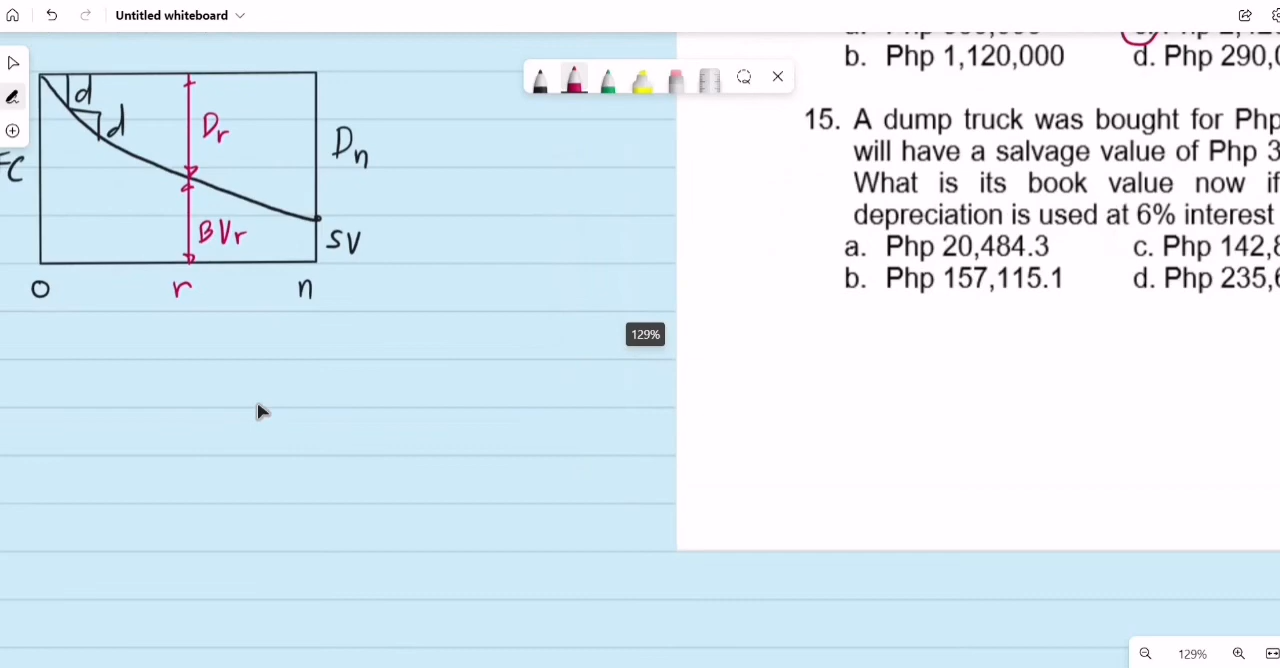 Untitled whiteboard
b. Php 1,120,000 d. Php 290,
15. A dump truck was bought for Php
will have a salvage value of Php 3
What is its book value now if
depreciation is used at 6% interest
a. Php 20,484.3 c. Php 142,8
b. Php 157,115.1 d. Php 235,6
d
d
Dr
Dn
FC
BVr
SV
0 r n
129%
129%